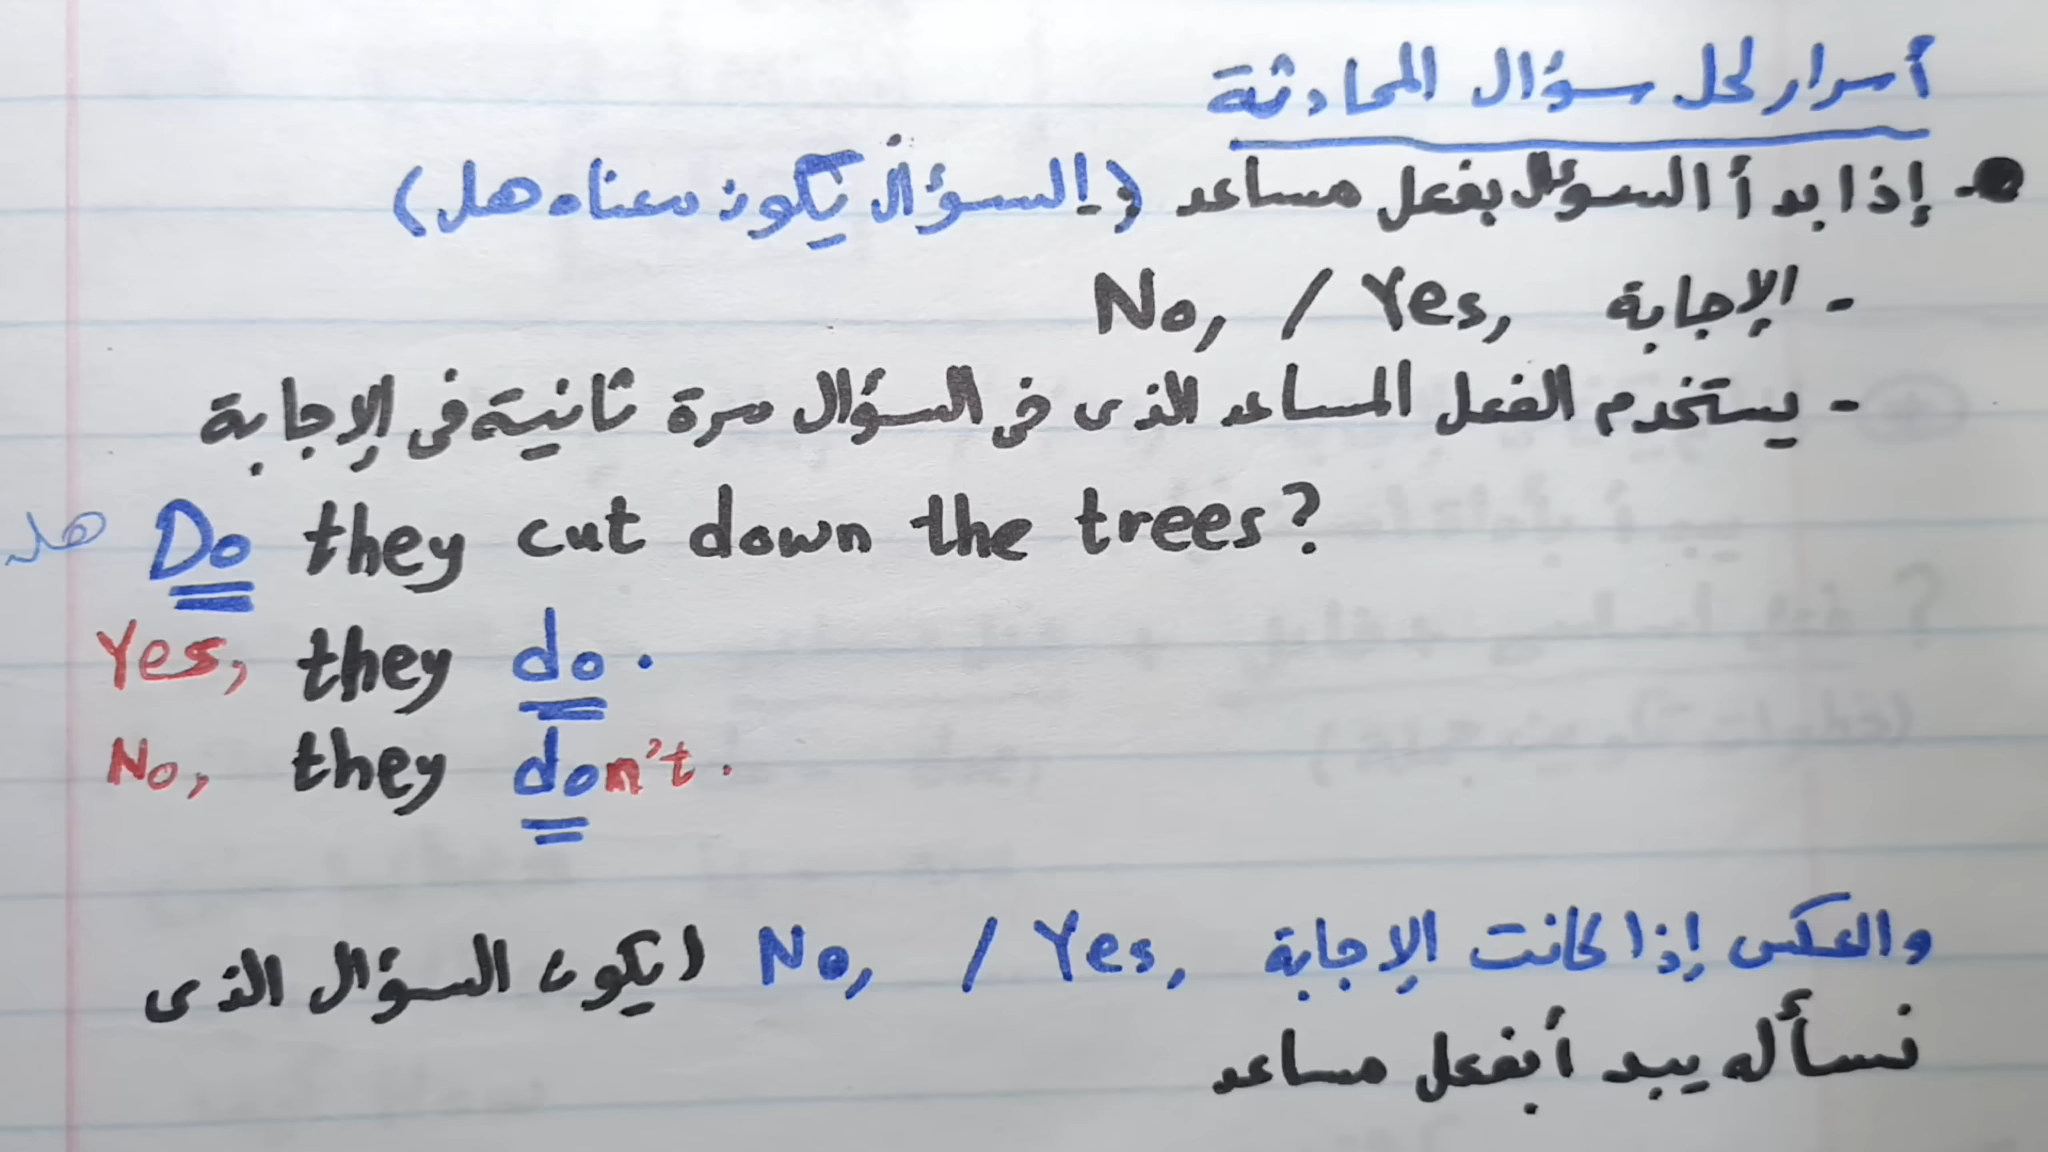 أسرار لحل سؤال المحادثة
إذا بدأ السؤال بفعل مساعد (السؤال يكون معناه هل)
- الإجابة No, / Yes,
- يستخدم الفعل المساعد الذى فى السؤال مرة ثانية فى الإجابة
هل Do they cut down the trees?
Yes, they do.
No, they don't.
والعكس إذا كانت الإجابة No, / Yes, يكون السؤال الذى
نسأله يبدأ بفعل مساعد